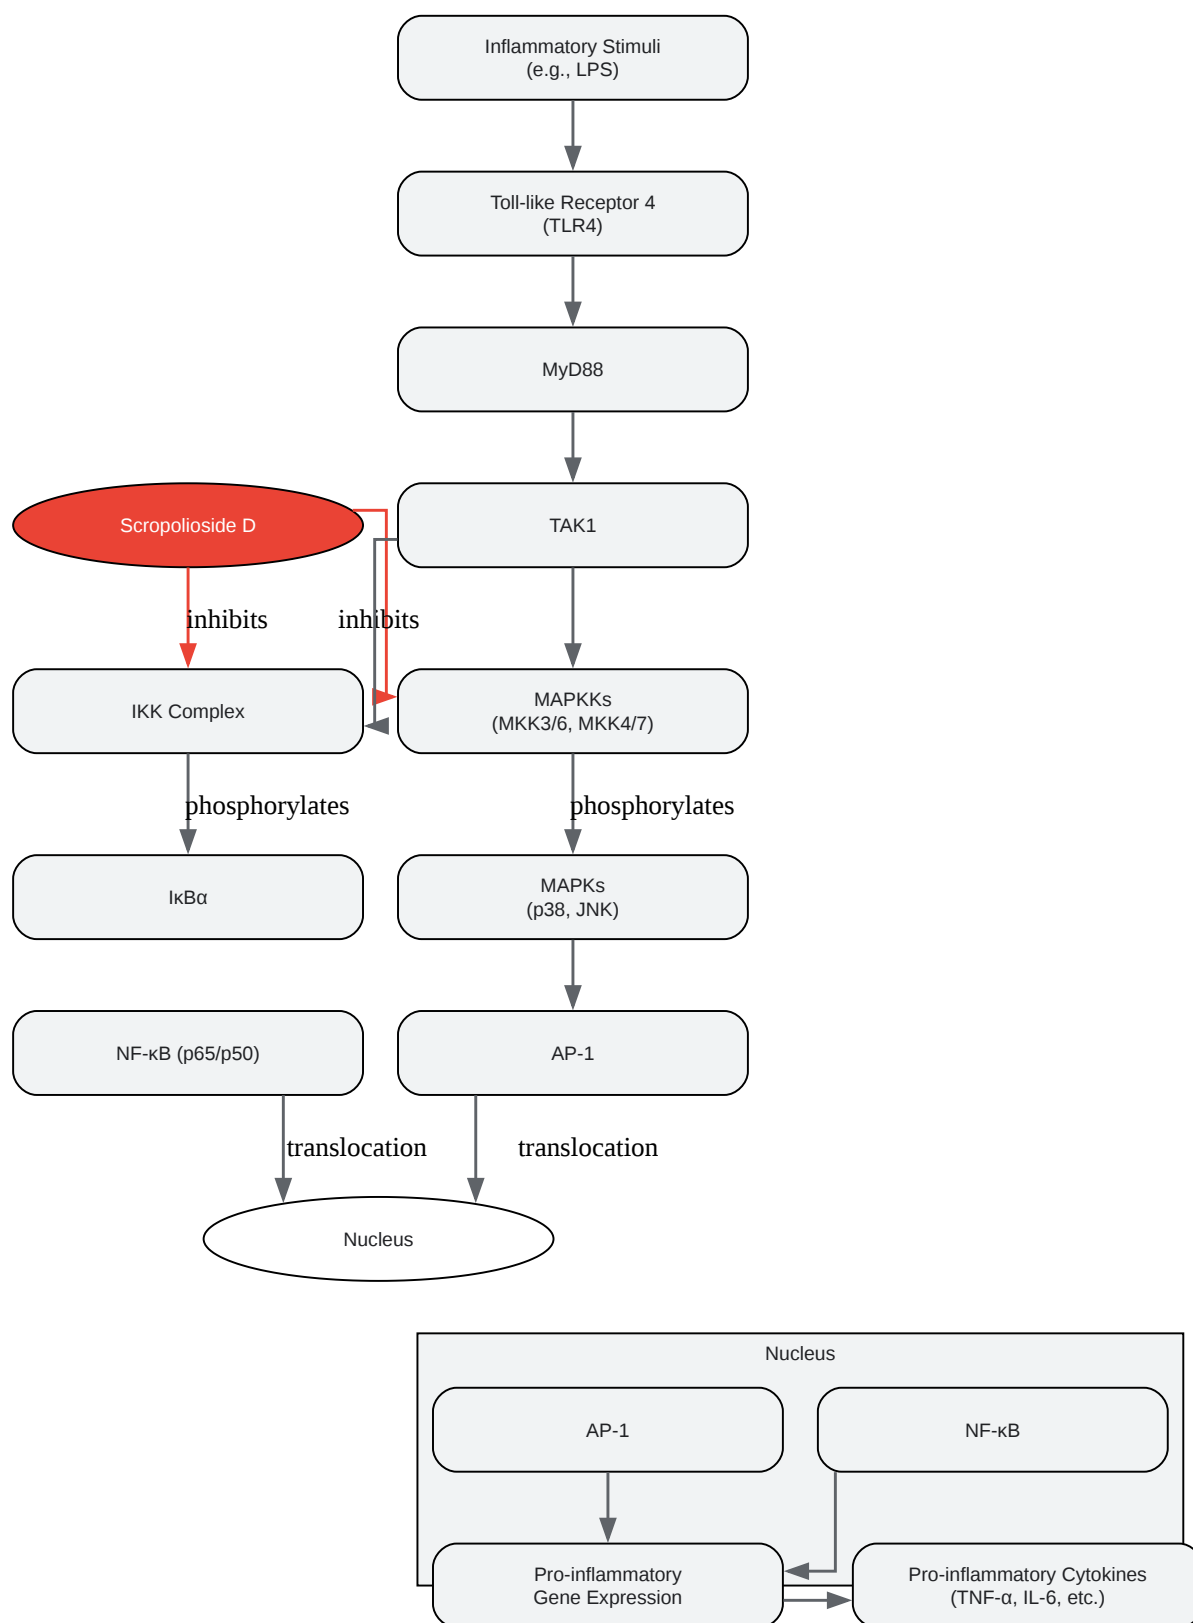 Inflammatory Stimuli
(e.g., LPS)
Toll-like Receptor 4
(TLR4)
MyD88
Scropolioside D
TAK1
inhibits
inhibits
IKK Complex
MAPKKs
(MKK3/6, MKK4/7)
phosphorylates
phosphorylates
IκBα
MAPKs
(p38, JNK)
NF-κB (p65/p50)
AP-1
translocation
translocation
Nucleus
Nucleus
AP-1
NF-κB
Pro-inflammatory
Gene Expression
Pro-inflammatory Cytokines
(TNF-α, IL-6, etc.)